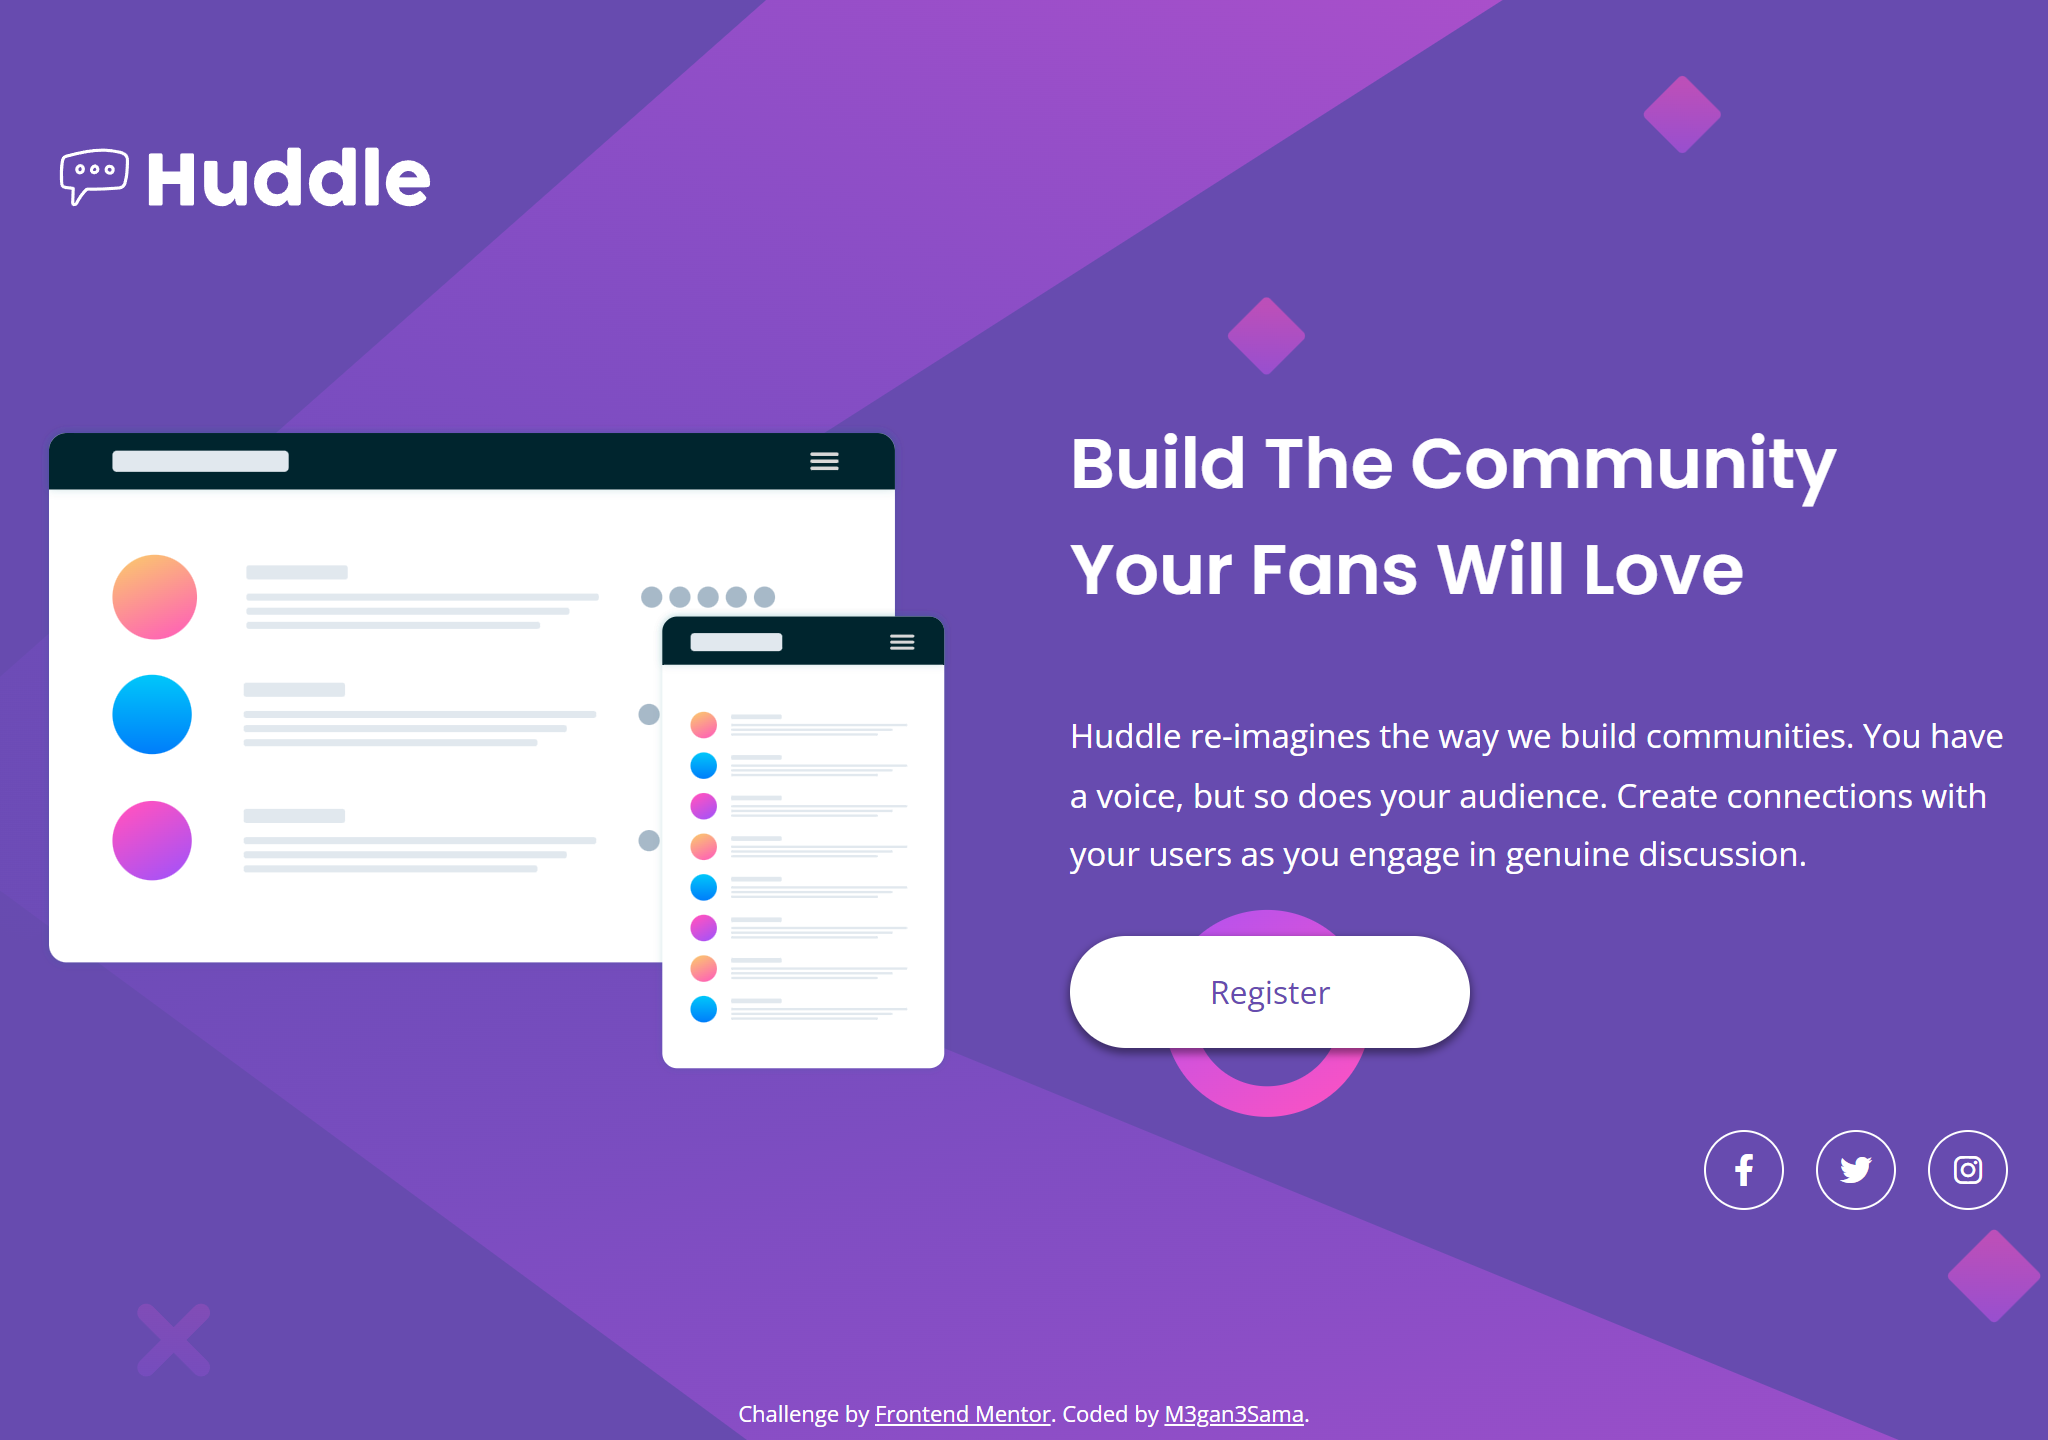 Huddle
Build The Community
Your Fans Will Love
Huddle re-imagines the way we build communities. You have
a voice, but so does your audience. Create connections with
your users as you engage in genuine discussion.
Register
Challenge by Frontend Mentor. Coded by M3gan3Sama.